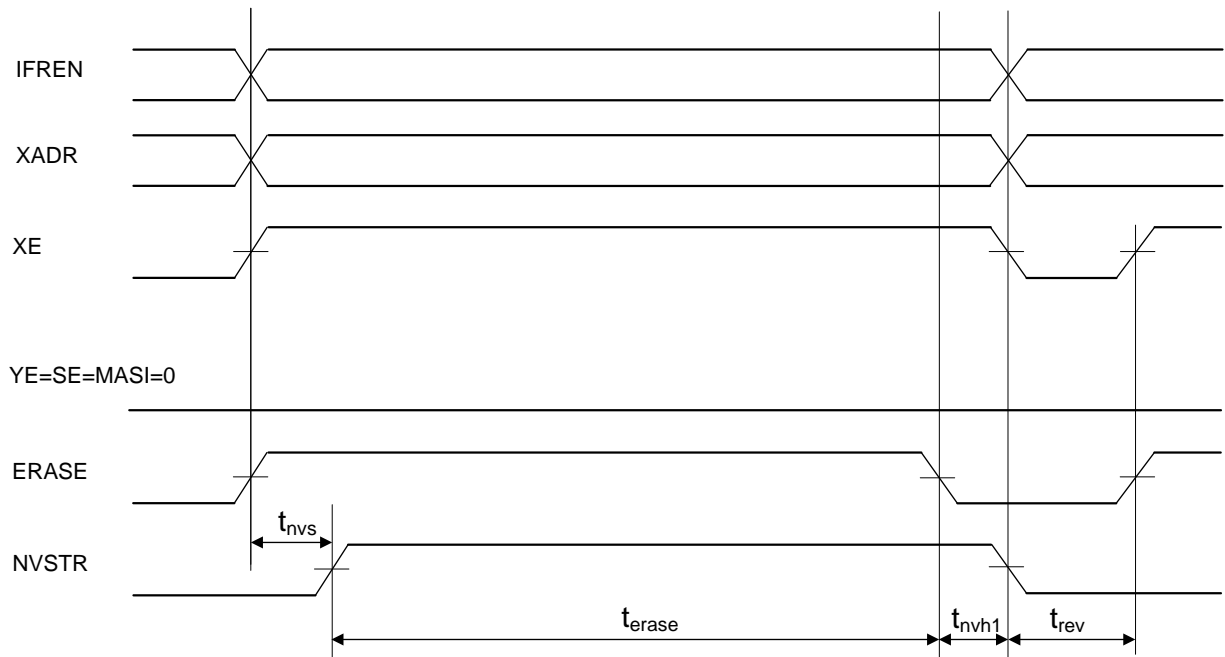 IFREN
XADR
XE
YE=SE=MASI=0
ERASE
tnvs
NVSTR
terase
tnvh1
trev